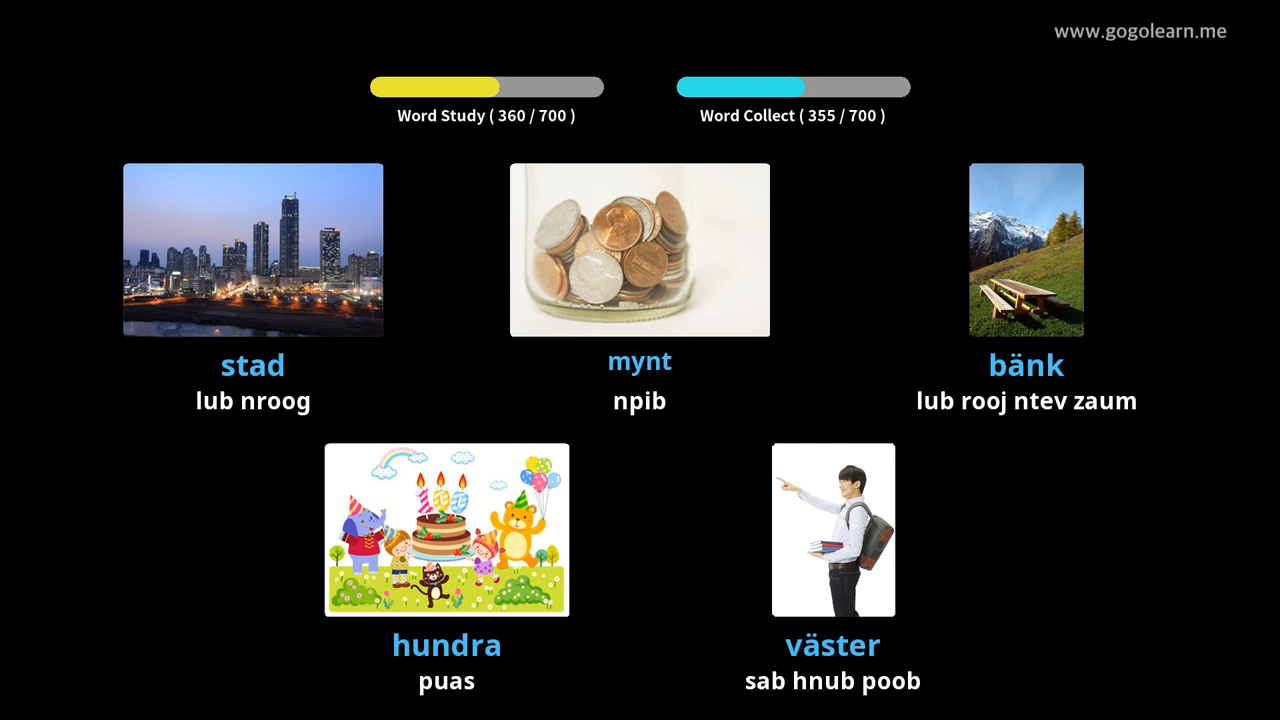 www.gogolearn.me
Word Study ( 360 / 700 )
Word Collect ( 355 / 700 )
stad
lub nroog
mynt
npib
bänk
lub rooj ntev zaum
100
hundra
puas
väster
sab hnub poob